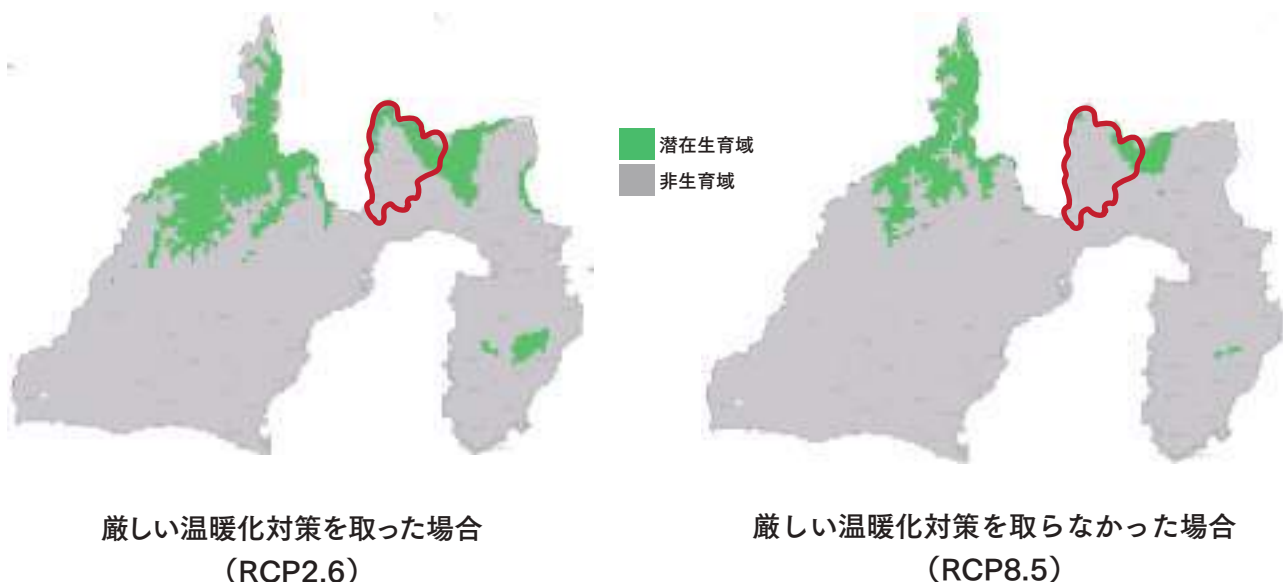 潜在生育域
非生育域
厳しい温暖化対策を取った場合
（RCP2.6）
厳しい温暖化対策を取らなかった場合
（RCP8.5）